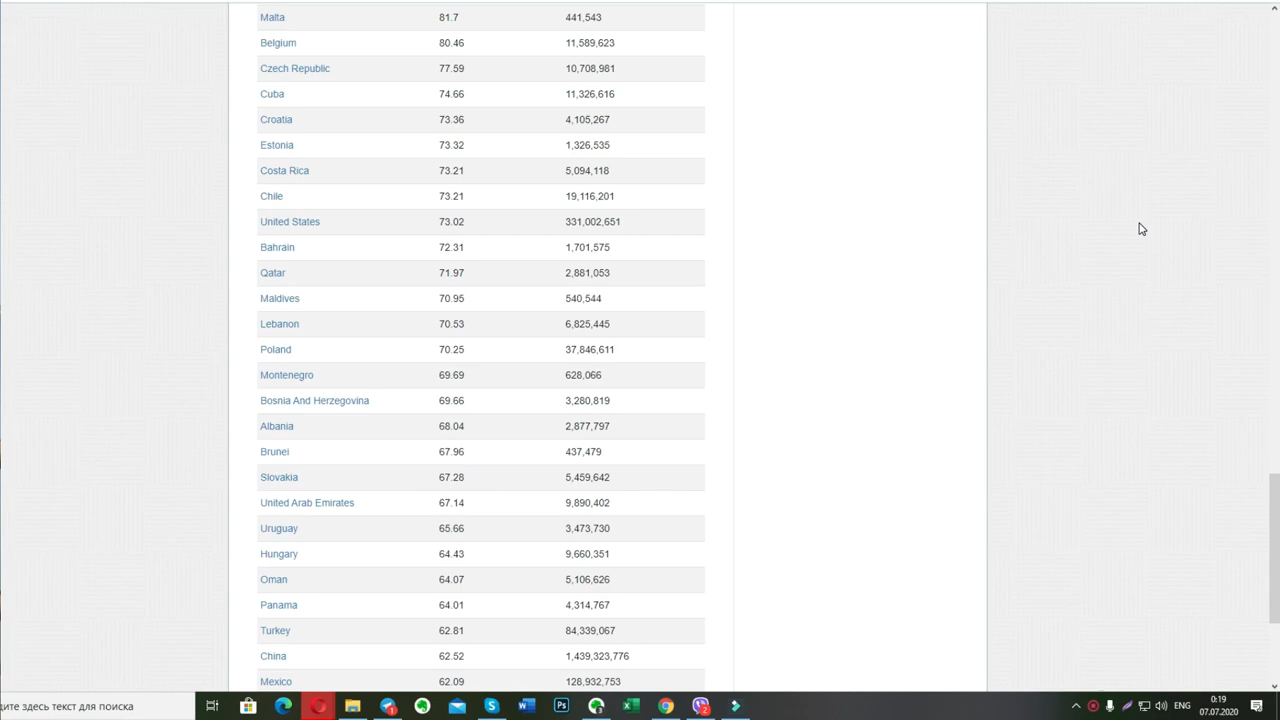 Malta 81.7 441,543
Belgium 80.46 11,589,623
Czech Republic 77.59 10,708,981
Cuba 74.66 11,326,616
Croatia 73.36 4,105,267
Estonia 73.32 1,326,535
Costa Rica 73.21 5,094,118
Chile 73.21 19,116,201
United States 73.02 331,002,651
Bahrain 72.31 1,701,575
Qatar 71.97 2,881,053
Maldives 70.95 540,544
Lebanon 70.53 6,825,445
Poland 70.25 37,846,611
Montenegro 69.69 628,066
Bosnia And Herzegovina 69.66 3,280,819
Albania 68.04 2,877,797
Brunei 67.96 437,479
Slovakia 67.28 5,459,642
United Arab Emirates 67.14 9,890,402
Uruguay 65.66 3,473,730
Hungary 64.43 9,660,351
Oman 64.07 5,106,626
Panama 64.01 4,314,767
Turkey 62.81 84,339,067
China 62.52 1,439,323,776
Mexico 62.09 128,932,753
дите здесь текст для поиска
ENG
0:19
07.07.2020